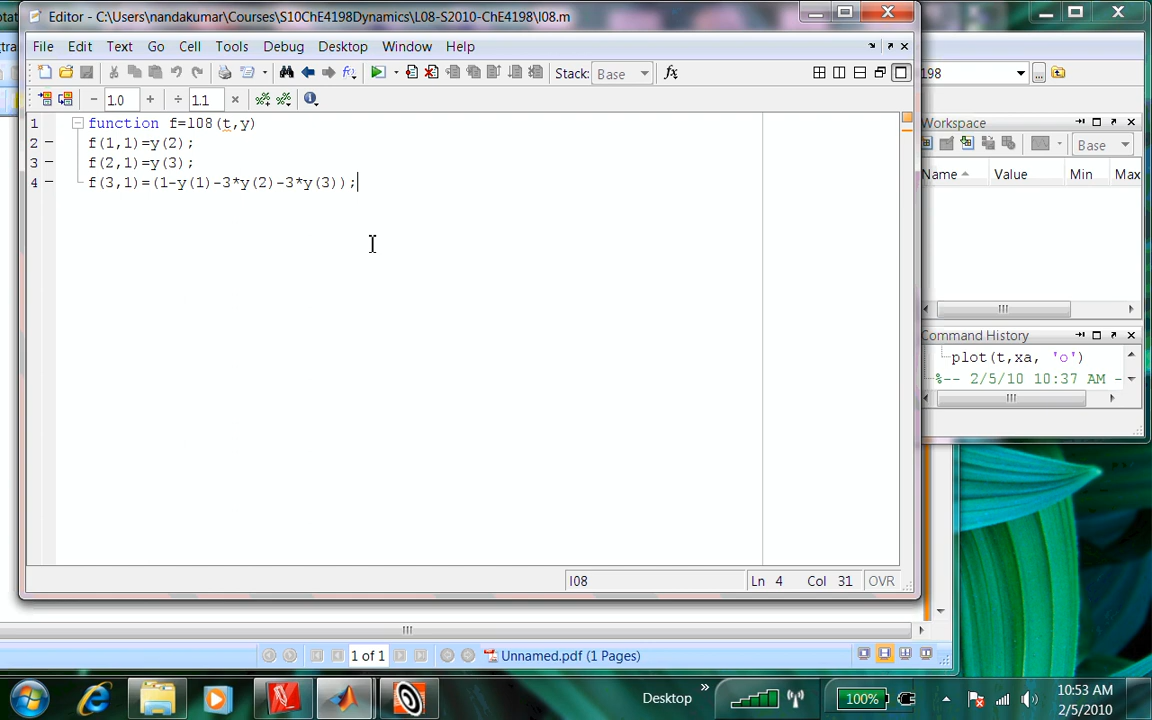 Editor - C:\Users\nandakumar\Courses\S10ChE4198Dynamics\L08-S2010-ChE4198\l08.m
File Edit Text Go Cell Tools Debug Desktop Window Help
Stack: Base fx
198 ...
− 1.0 + ÷ 1.1 ×
1 function f=l08(t,y)
2 − f(1,1)=y(2);
3 − f(2,1)=y(3);
4 − f(3,1)=(1-y(1)-3*y(2)-3*y(3));
Workspace
Base
Name Value Min Max
Command History
plot(t,xa, 'o')
%-- 2/5/10 10:37 AM -
l08 Ln 4 Col 31 OVR
1 of 1 Unnamed.pdf (1 Pages)
Desktop » 100% 10:53 AM
2/5/2010